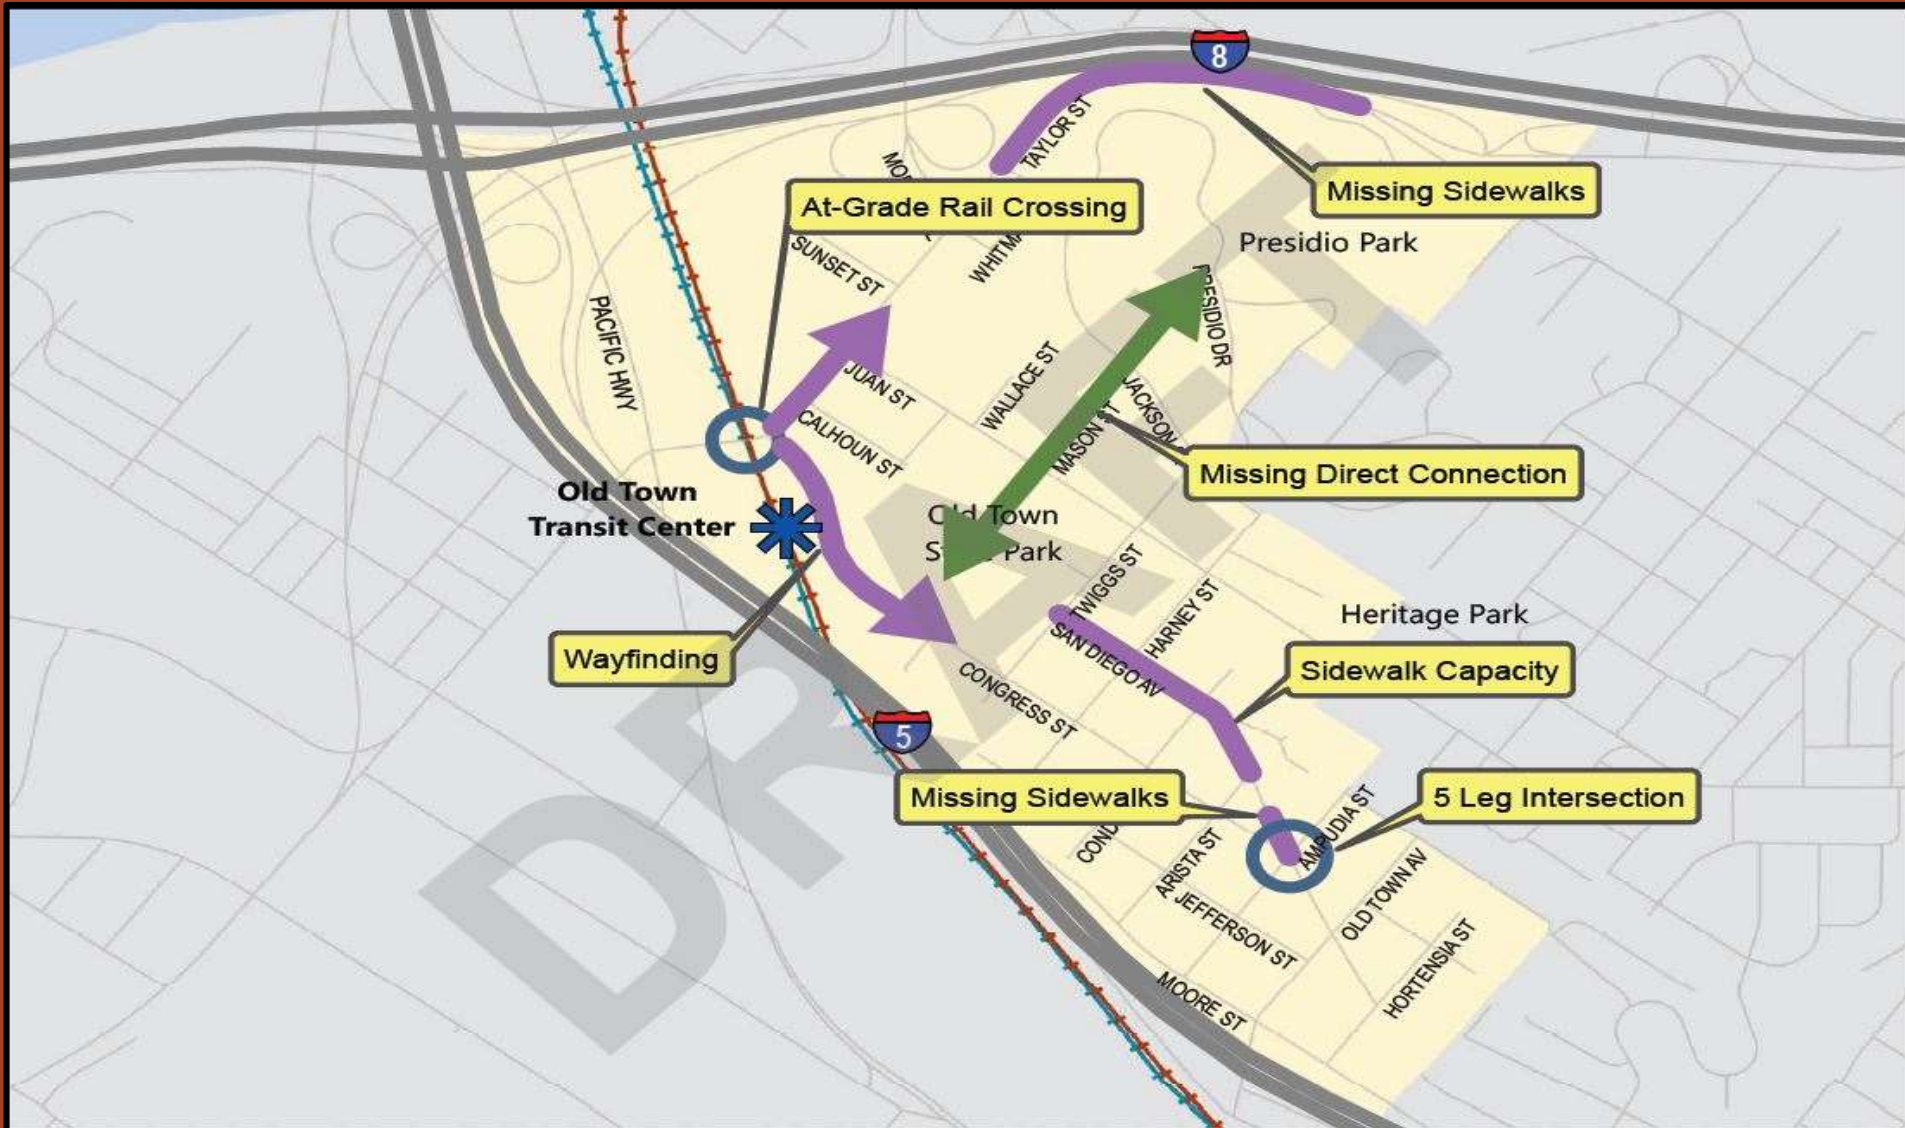 8
TAYLOR ST
Missing Sidewalks
At-Grade Rail Crossing
Presidio Park
SUNSET ST
PRESIDIO DR
PACIFIC HWY
JUAN ST
WALLACE ST
JACKSON
MASON ST
CALHOUN ST
Missing Direct Connection
Old Town
Transit Center
Old Town
Park
TWIGGS ST
HARNEY ST
Heritage Park
SAN DIEGO AV
Wayfinding
Sidewalk Capacity
CONGRESS ST
5
Missing Sidewalks
5 Leg Intersection
AMPUDIA ST
ARISTA ST
OLD TOWN AV
JEFFERSON ST
HORTENSIA ST
MOORE ST
DRAFT